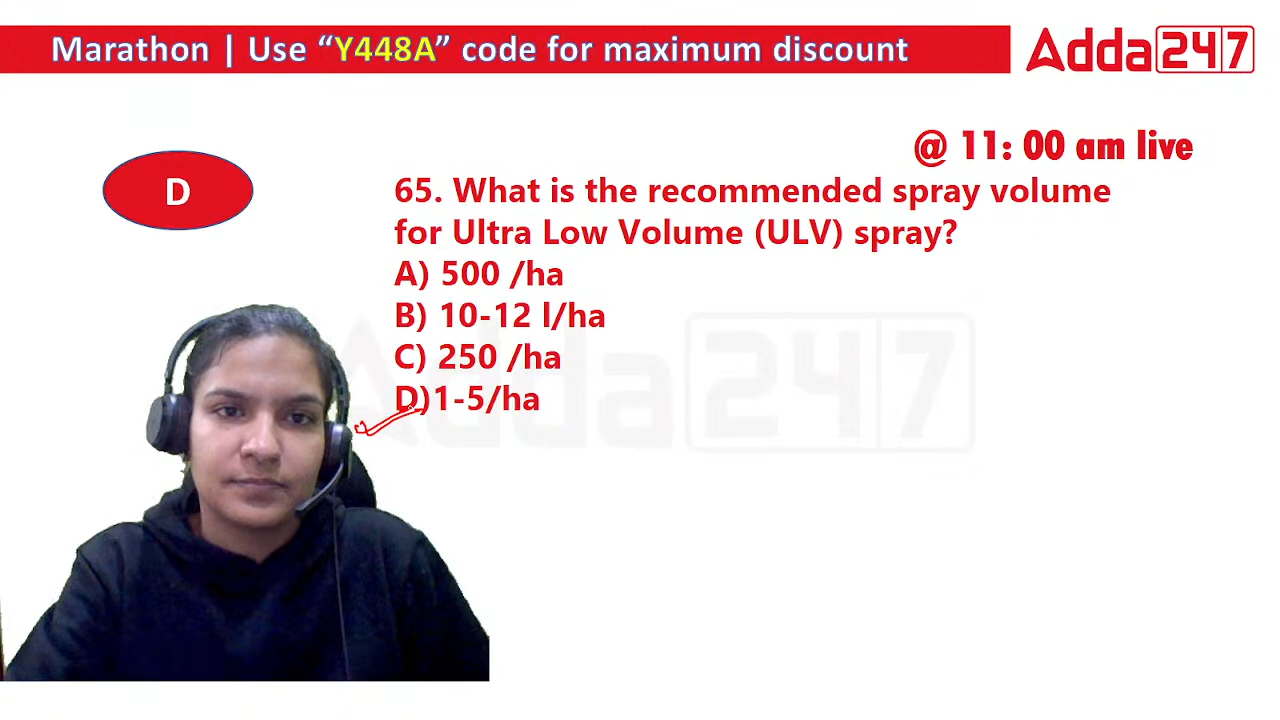 Marathon | Use “Y448A” code for maximum discount
Adda247
@ 11: 00 am live
D
65. What is the recommended spray volume
for Ultra Low Volume (ULV) spray?
A) 500 /ha
B) 10-12 l/ha
C) 250 /ha
D)1-5/ha
Adda247